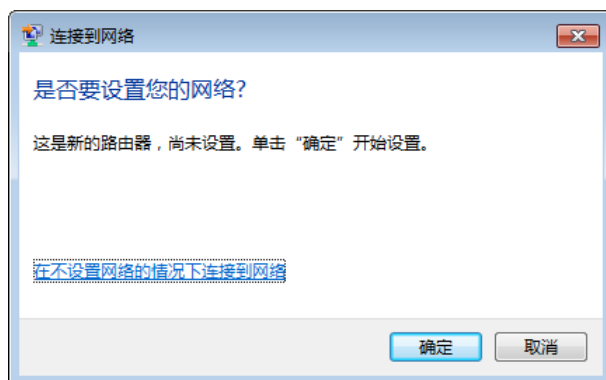 连接到网络
是否要设置您的网络?
这是新的路由器，尚未设置。单击“确定”开始设置。
在不设置网络的情况下连接到网络
确定
取消